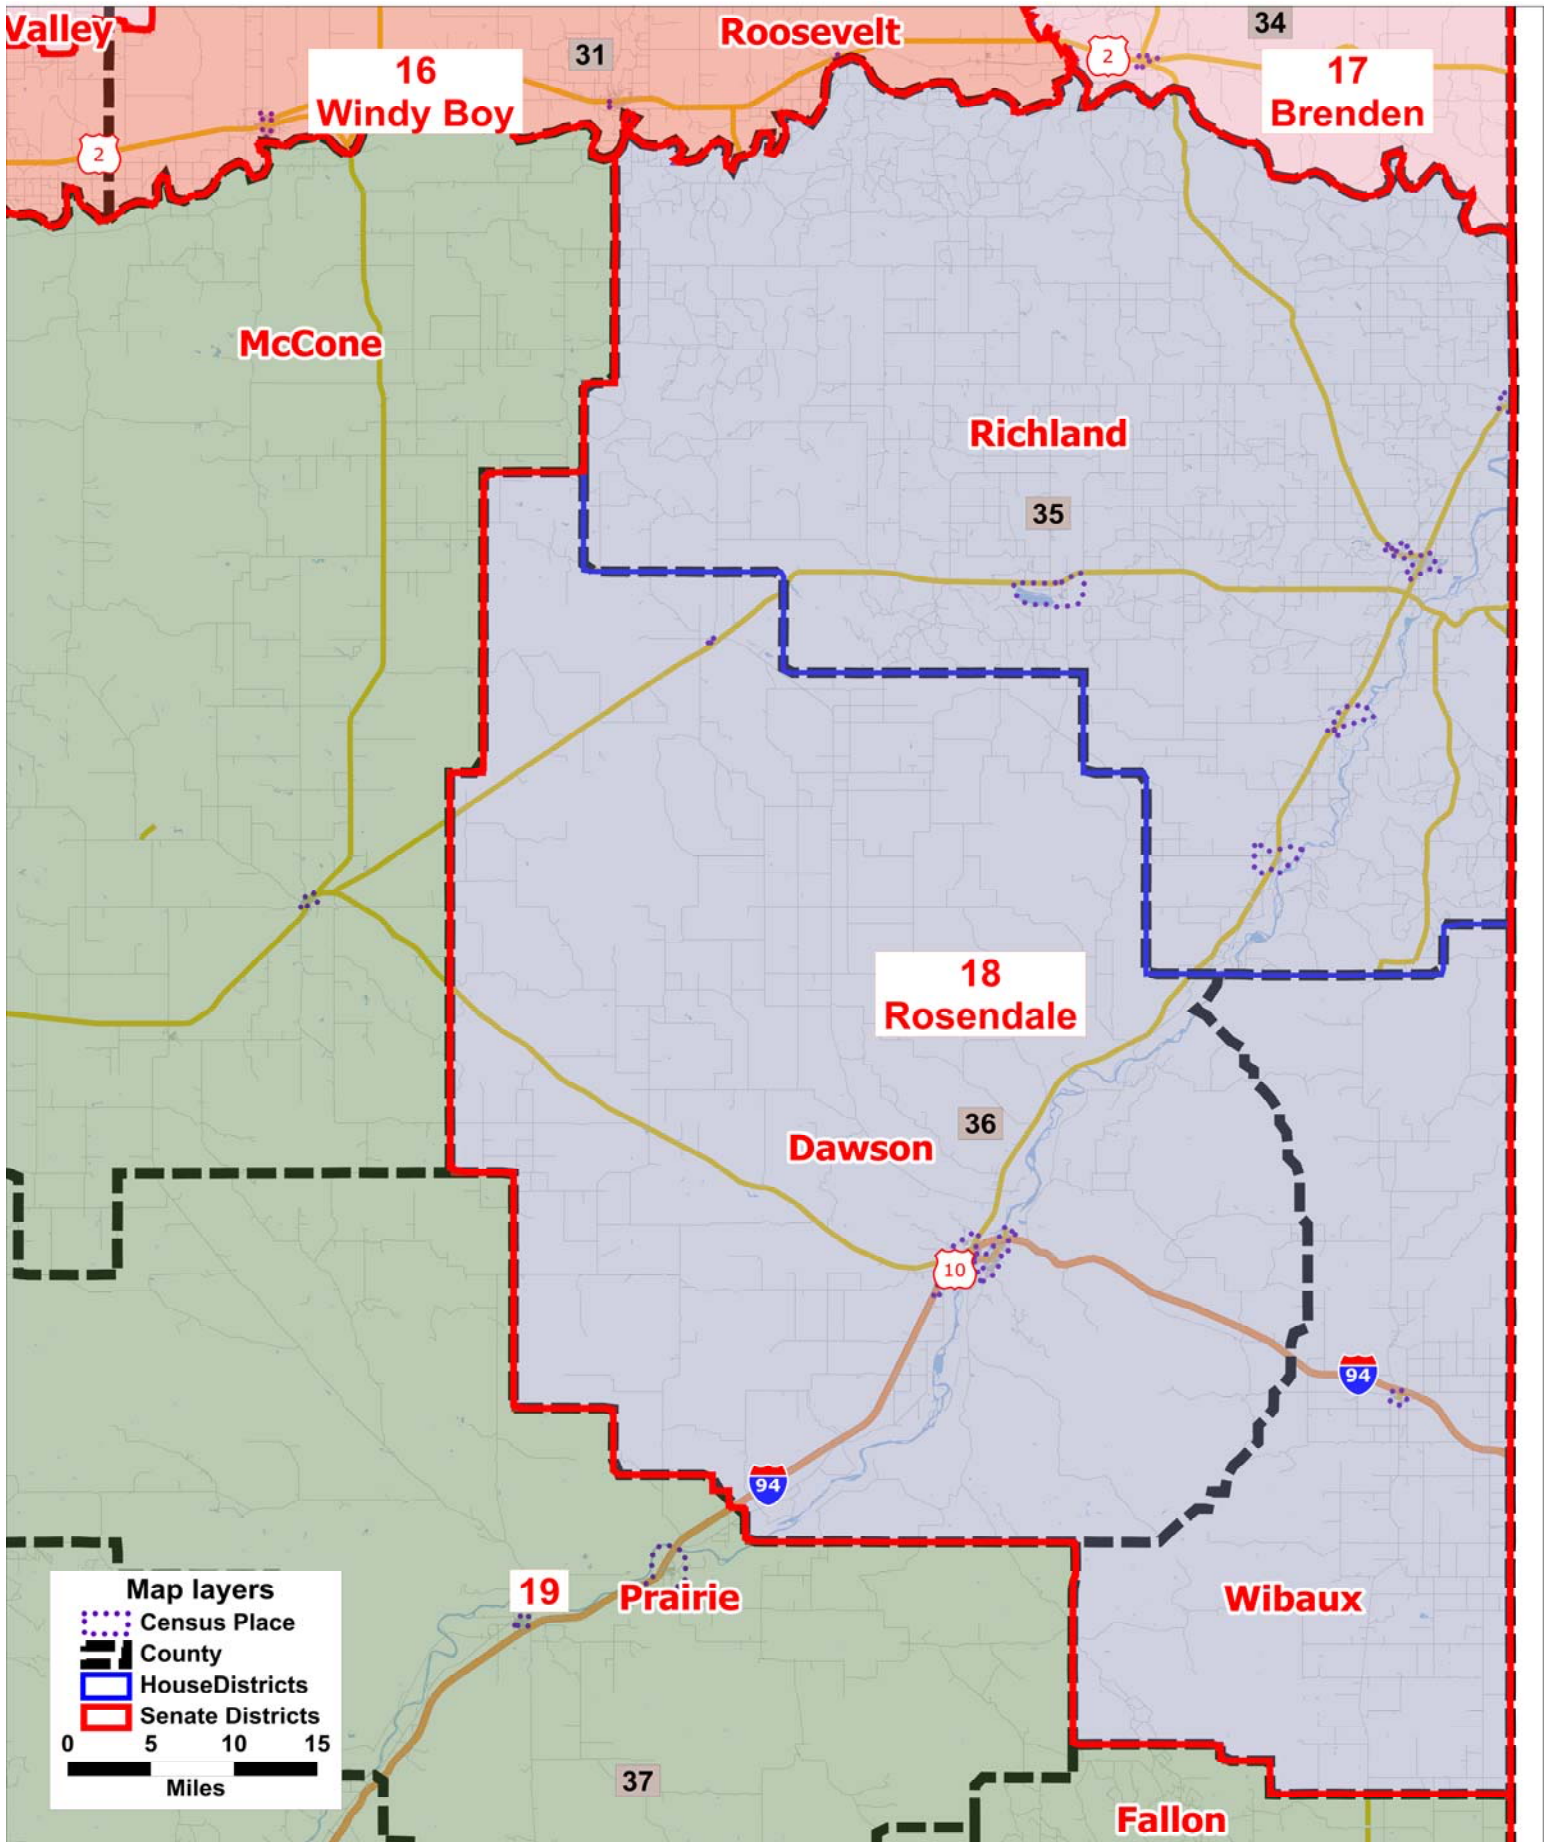 Valley
16
Windy Boy
31
Roosevelt
2
34
17
Brenden
2
McCone
Richland
35
18
Rosendale
36
Dawson
10
94
94
19
Prairie
Wibaux
Map layers
Census Place
County
HouseDistricts
Senate Districts
0 5 10 15
Miles
37
Fallon